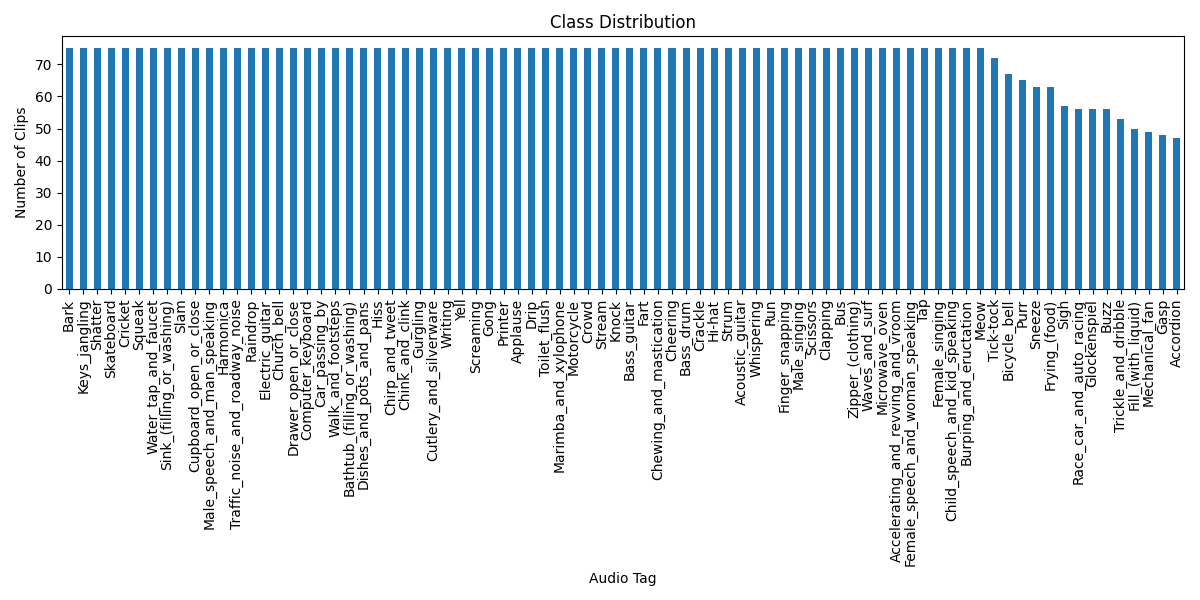 Class Distribution
Number of Clips
70
60
50
40
30
20
10
0
Bark
Keys_jangling
Shatter
Skateboard
Cricket
Squeak
Water_tap_and_faucet
Sink_(filling_or_washing)
Slam
Cupboard_open_or_close
Male_speech_and_man_speaking
Harmonica
Traffic_noise_and_roadway_noise
Raindrop
Electric_guitar
Church_bell
Drawer_open_or_close
Computer_keyboard
Car_passing_by
Walk_and_footsteps
Bathtub_(filling_or_washing)
Dishes_and_pots_and_pans
Hiss
Chirp_and_tweet
Chink_and_clink
Gurgling
Cutlery_and_silverware
Writing
Yell
Screaming
Gong
Printer
Applause
Drip
Toilet_flush
Marimba_and_xylophone
Motorcycle
Crowd
Stream
Knock
Bass_guitar
Fart
Chewing_and_mastication
Cheering
Bass_drum
Crackle
Hi-hat
Strum
Acoustic_guitar
Whispering
Run
Finger_snapping
Male_singing
Scissors
Clapping
Bus
Zipper_(clothing)
Waves_and_surf
Microwave_oven
Accelerating_and_revving_and_vroom
Female_speech_and_woman_speaking
Tap
Female_singing
Child_speech_and_kid_speaking
Burping_and_eructation
Meow
Tick-tock
Bicycle_bell
Purr
Sneeze
Frying_(food)
Sigh
Race_car_and_auto_racing
Glockenspiel
Buzz
Trickle_and_dribble
Fill_(with_liquid)
Mechanical_fan
Gasp
Accordion
Audio Tag